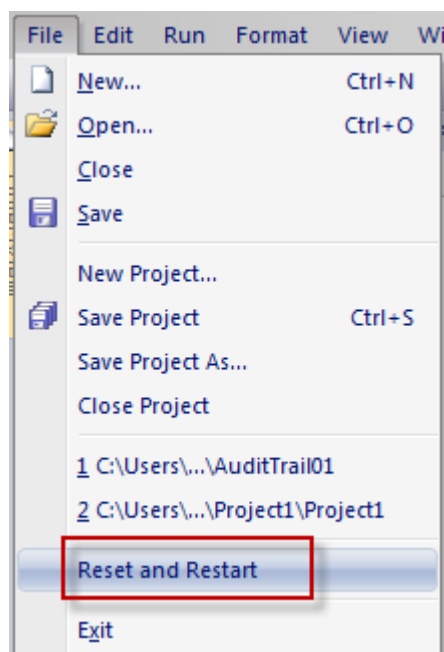 File Edit Run Format View Wi
New... Ctrl+N
Open... Ctrl+O
Close
Save
New Project...
Save Project Ctrl+S
Save Project As...
Close Project
1 C:\Users\...\AuditTrail01
2 C:\Users\...\Project1\Project1
Reset and Restart
Exit